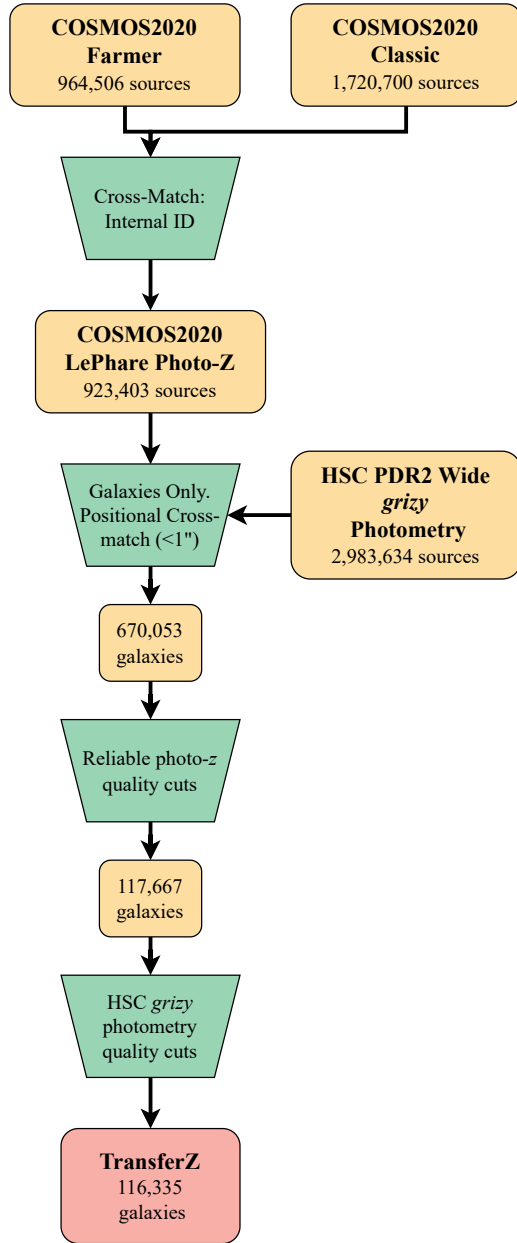 COSMOS2020
Farmer
964,506 sources
COSMOS2020
Classic
1,720,700 sources
Cross-Match:
Internal ID
COSMOS2020
LePhare Photo-Z
923,403 sources
Galaxies Only.
Positional Cross-
match (<1")
HSC PDR2 Wide
grizy
Photometry
2,983,634 sources
670,053
galaxies
Reliable photo-z
quality cuts
117,667
galaxies
HSC grizy
photometry
quality cuts
TransferZ
116,335
galaxies